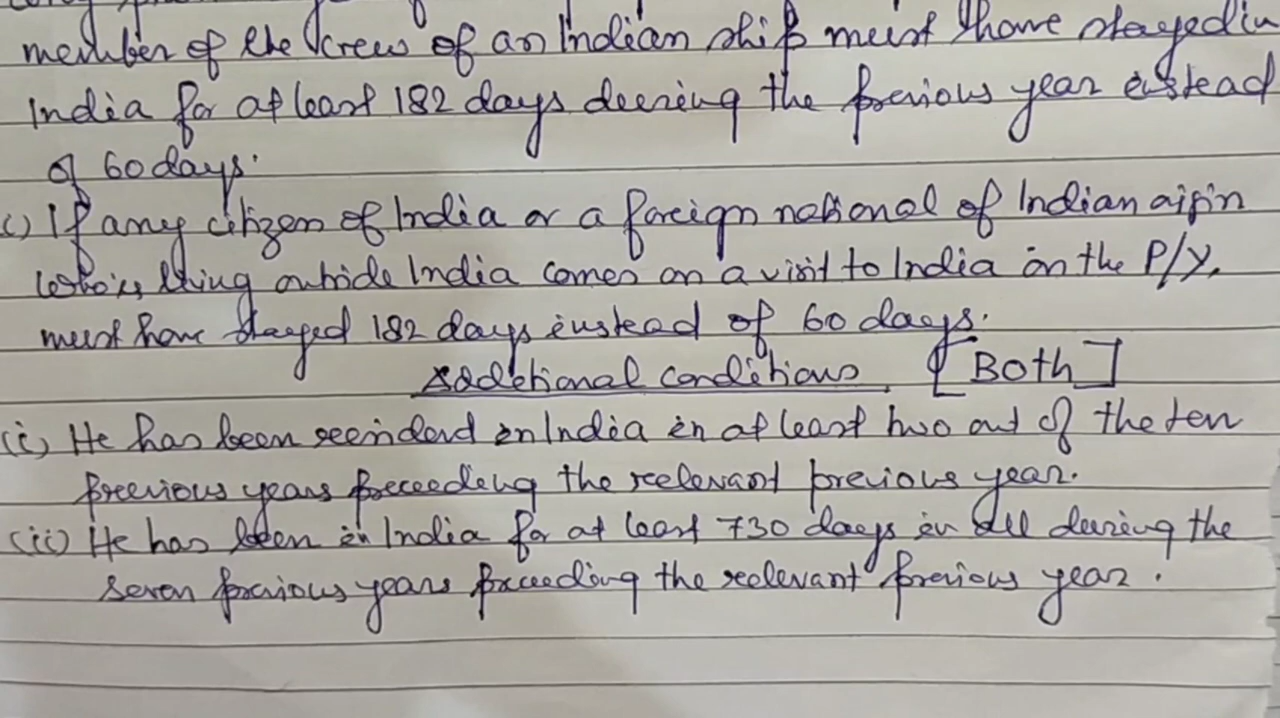 member of the crew of an Indian ship must have stayed in
India for at least 182 days during the previous year instead
of 60 days.
c) If any citizen of India or a foreign national of Indian origin
who is living outside India comes on a visit to India in the P/Y,
must have stayed 182 days instead of 60 days.
Additional conditions [Both]
(i) He has been resident in India in at least two out of the ten
previous years preceeding the relevant previous year.
(ii) He has been in India for at least 730 days in all during the
seven previous years preceeding the relevant previous year.